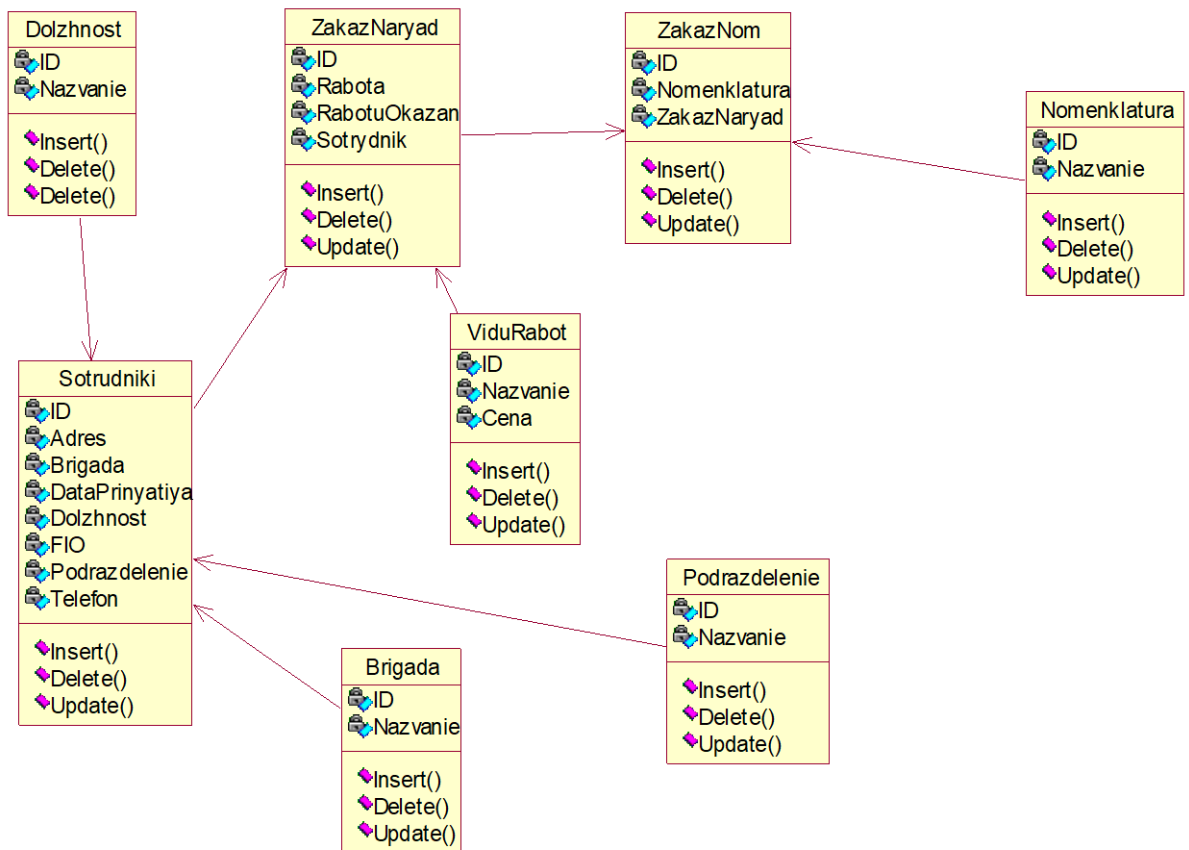 Dolzhnost
ID
Nazvanie
Insert()
Delete()
Delete()
ZakazNaryad
ID
Rabota
RabotuOkazan
Sotrydnik
Insert()
Delete()
Update()
ZakazNom
ID
Nomenklatura
ZakazNaryad
Insert()
Delete()
Update()
Nomenklatura
ID
Nazvanie
Insert()
Delete()
Update()
ViduRabot
ID
Nazvanie
Cena
Insert()
Delete()
Update()
Sotrudniki
ID
Adres
Brigada
DataPrinyatiya
Dolzhnost
FIO
Podrazdelenie
Telefon
Insert()
Delete()
Update()
Podrazdelenie
ID
Nazvanie
Insert()
Delete()
Update()
Brigada
ID
Nazvanie
Insert()
Delete()
Update()